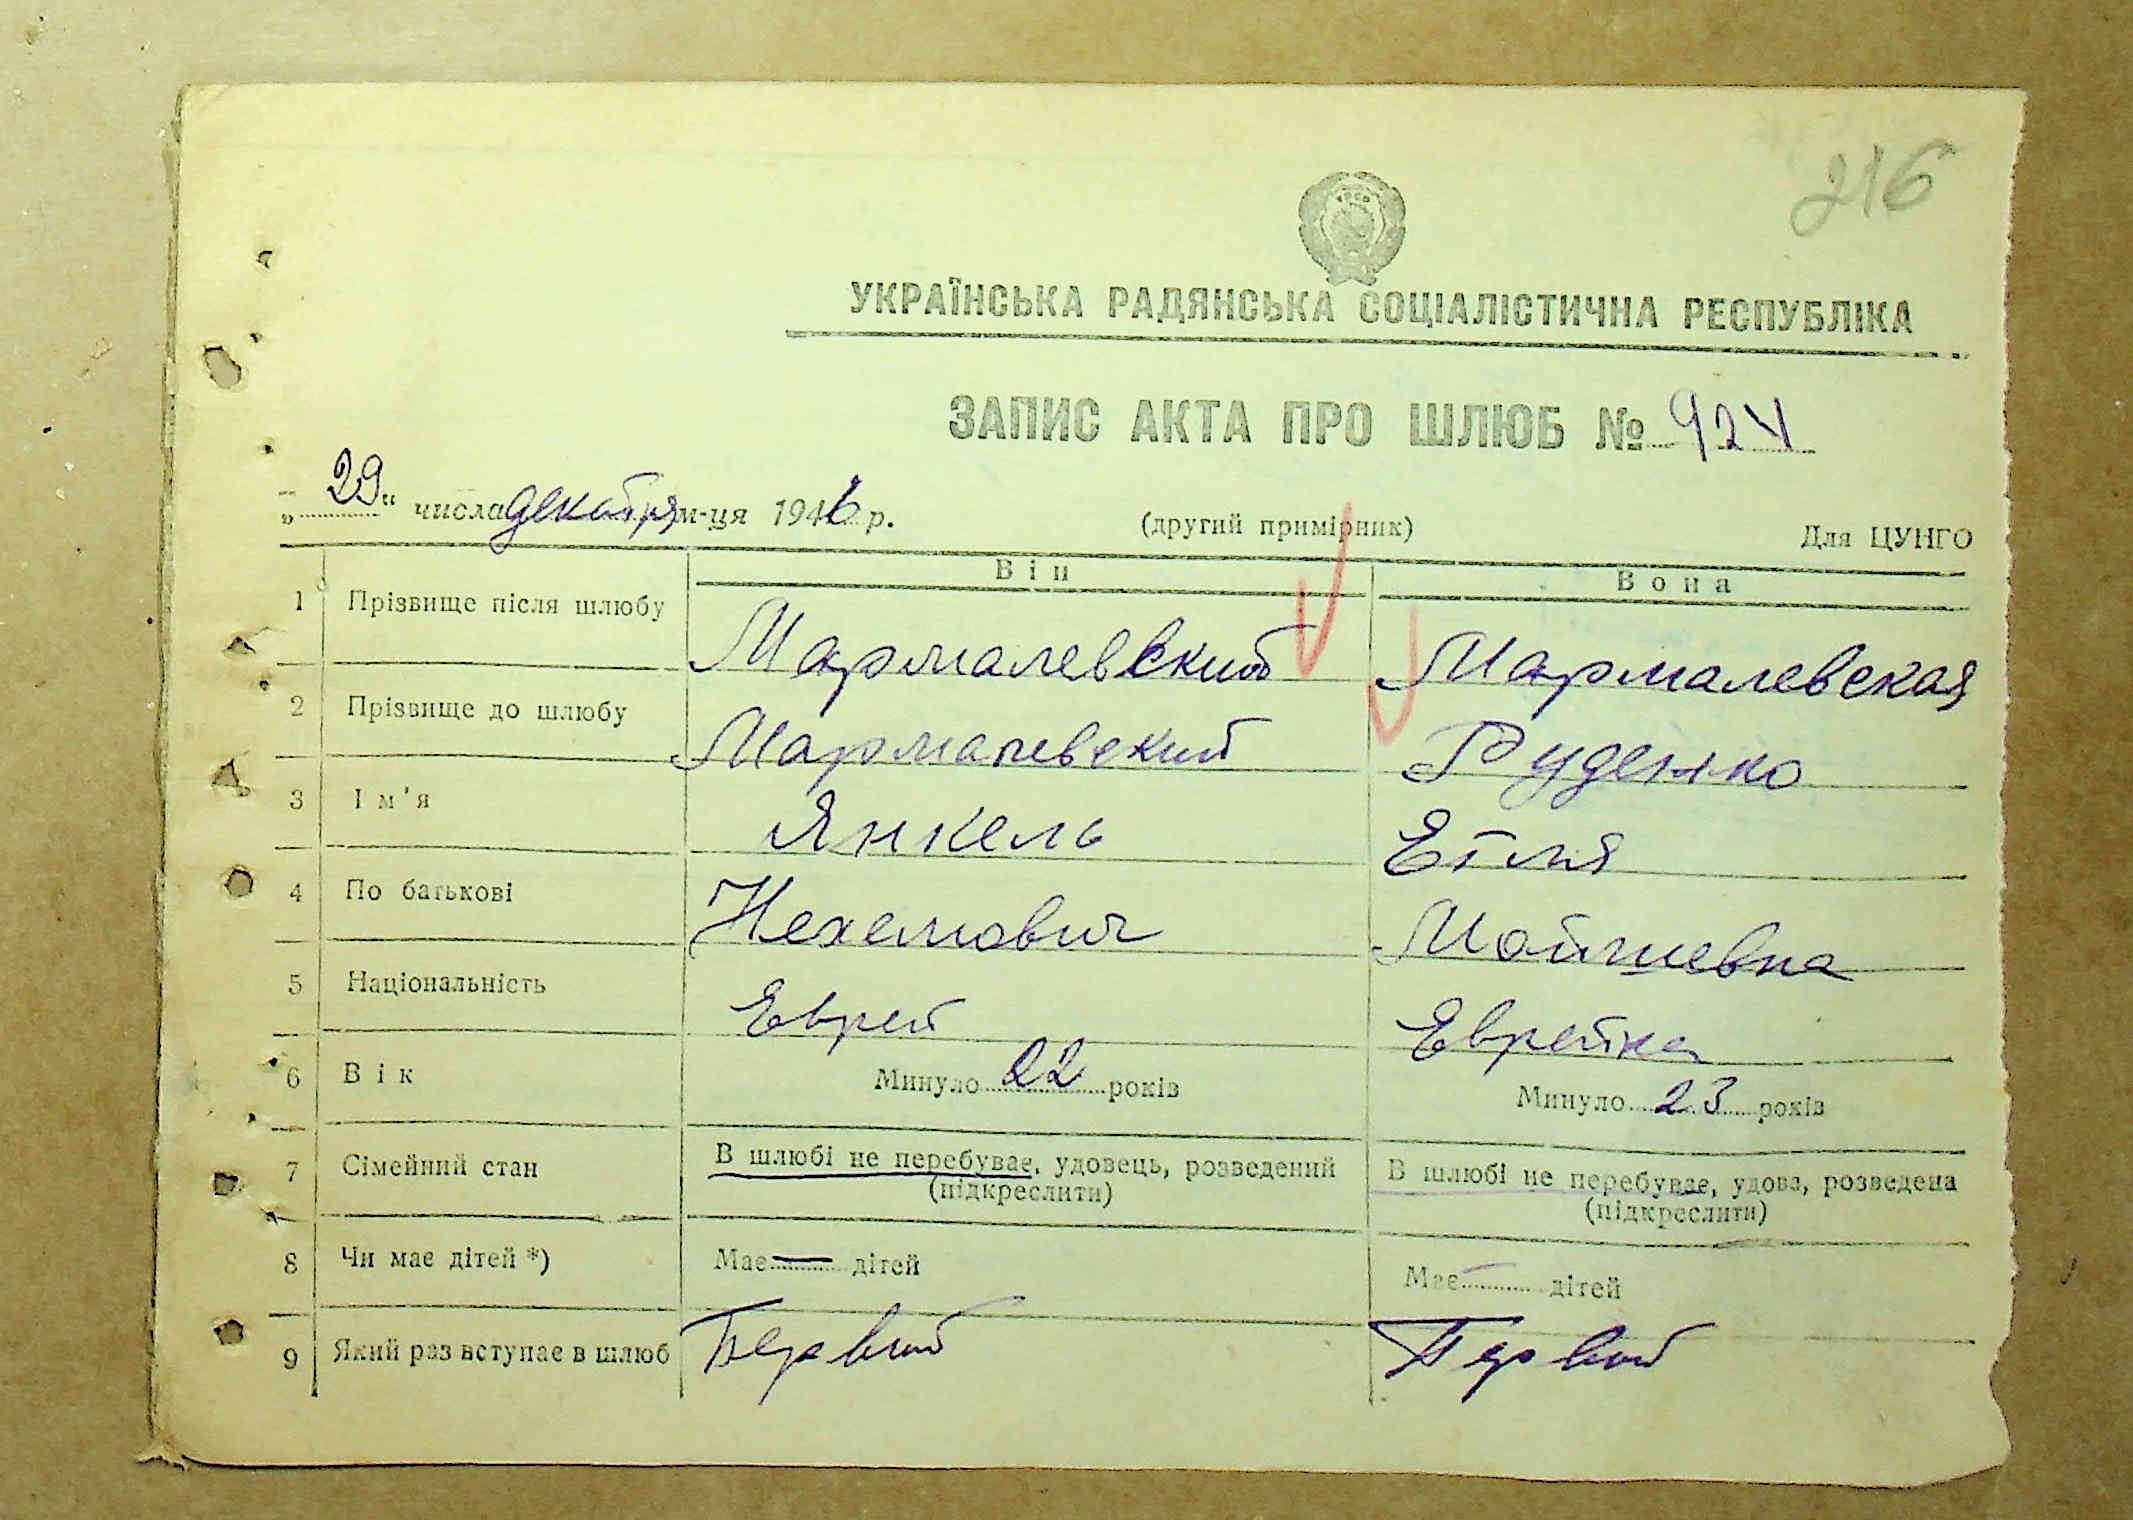 216
УКРАЇНСЬКА РАДЯНСЬКА СОЦІАЛІСТИЧНА РЕСПУБЛІКА
ЗАПИС АКТА ПРО ШЛЮБ № 924
„29“ числа декабря м-ця 1946 р. (другий примірник) Для ЦУНГО
Він Вона
1 Прізвище після шлюбу Мармалевский Мармалевская
2 Прізвище до шлюбу Мармалевский Руденко
3 Ім'я Янкель Етля
4 По батькові Нехемович Мойшевна
5 Національність Еврей Еврейка
6 Вік Минуло 22 років Минуло 23 років
7 Сімейний стан В шлюбі не перебуває, удовець, розведений (підкреслити) В шлюбі не перебуває, удова, розведена (підкреслити)
8 Чи має дітей *) Має — дітей Має — дітей
9 Який раз вступає в шлюб Первый Первый